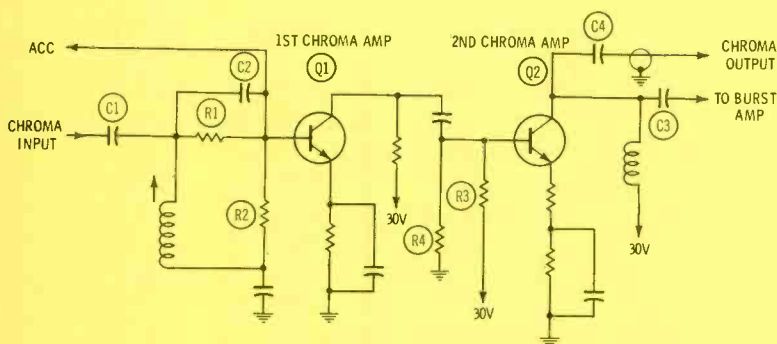 ACC
1ST CHROMA AMP
2ND CHROMA AMP
C4
CHROMA
OUTPUT
C2
Q1
Q2
C1
R1
TO BURST
AMP
C3
CHROMA
INPUT
R2
R3
30V
R4
30V
30V